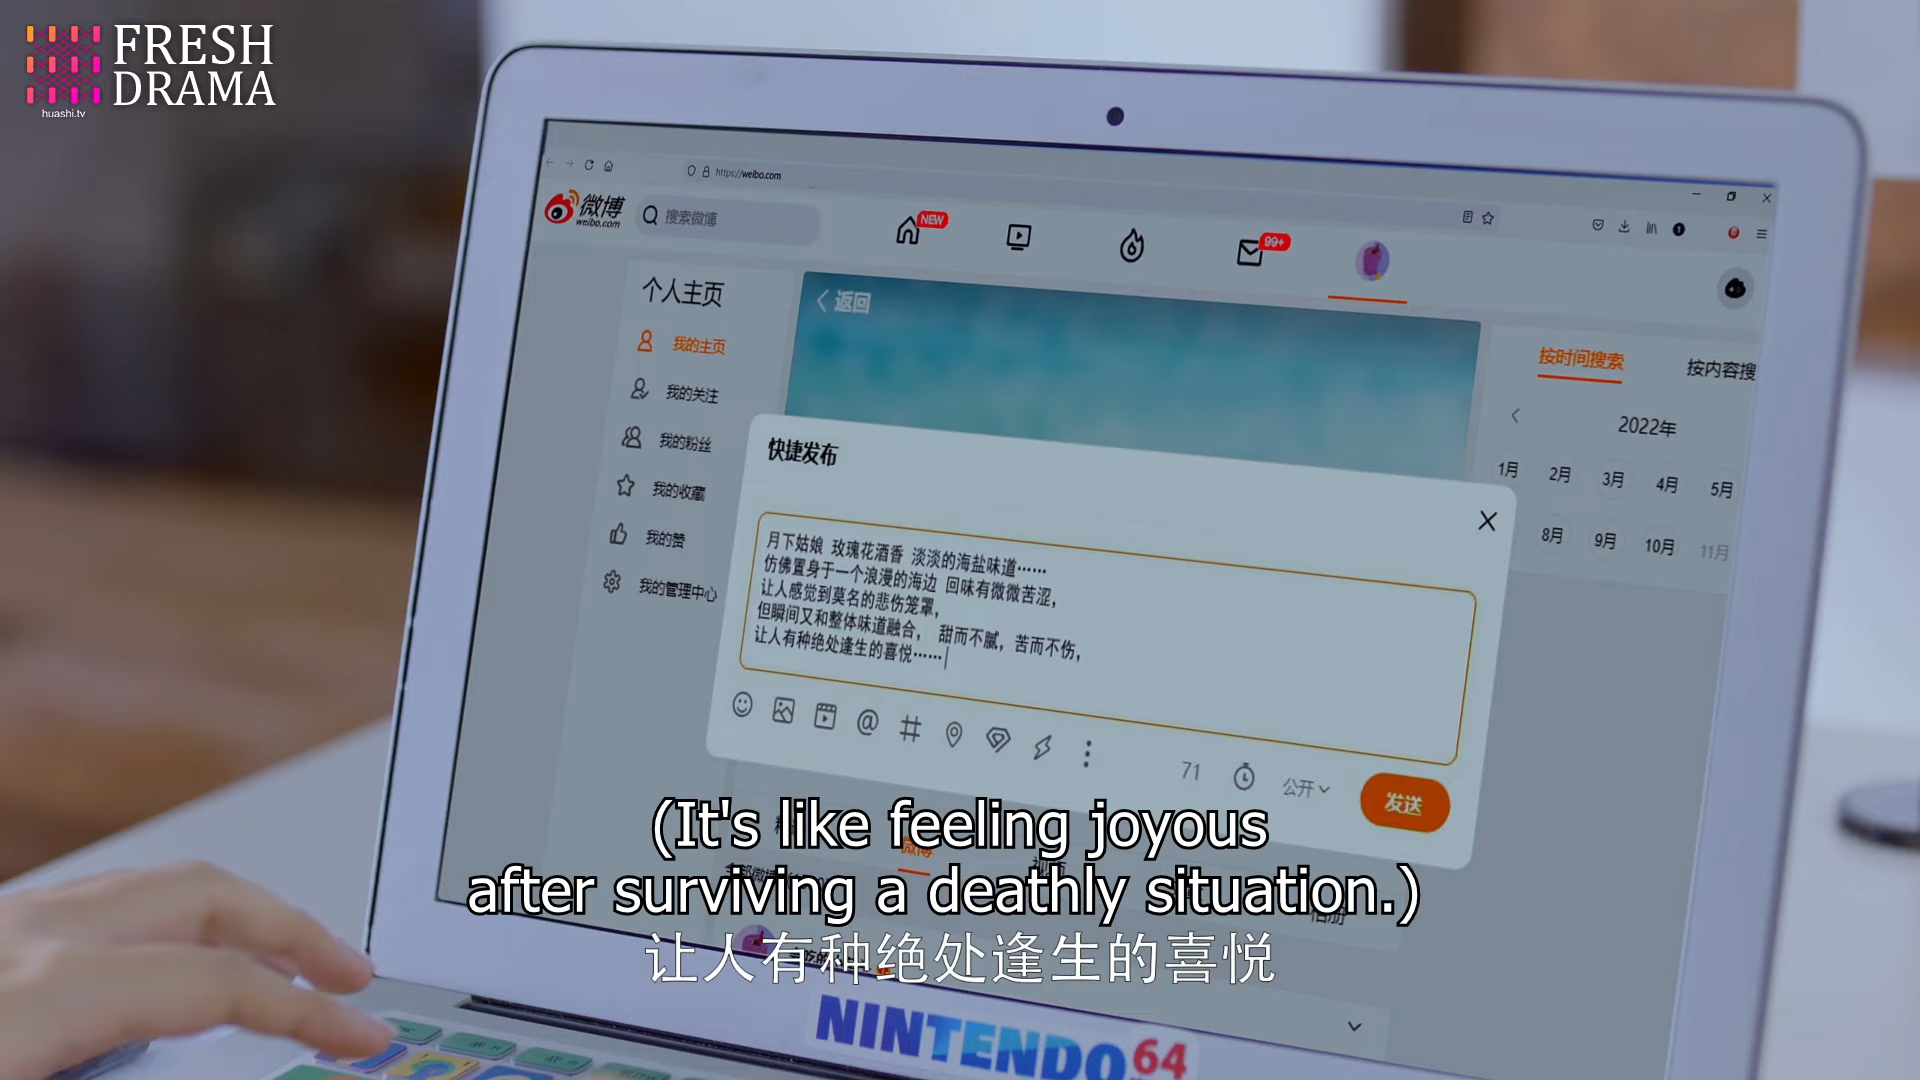 FRESH
DRAMA
huashi.tv
https://weibo.com
微博
weibo.com
搜索微博
NEW
99+
个人主页
我的主页
我的关注
我的粉丝
我的收藏
我的赞
我的管理中心
返回
按时间搜索
按内容搜
2022年
1月 2月 3月 4月 5月
8月 9月 10月 11月
快捷发布
月下姑娘 玫瑰花酒香 淡淡的海盐味道……
仿佛置身于一个浪漫的海边 回味有微微苦涩，
让人感觉到莫名的悲伤笼罩，
但瞬间又和整体味道融合， 甜而不腻，苦而不伤，
让人有种绝处逢生的喜悦……
71
公开
发送
微博
(It's like feeling joyous
after surviving a deathly situation.)
让人有种绝处逢生的喜悦
NINTENDO 64